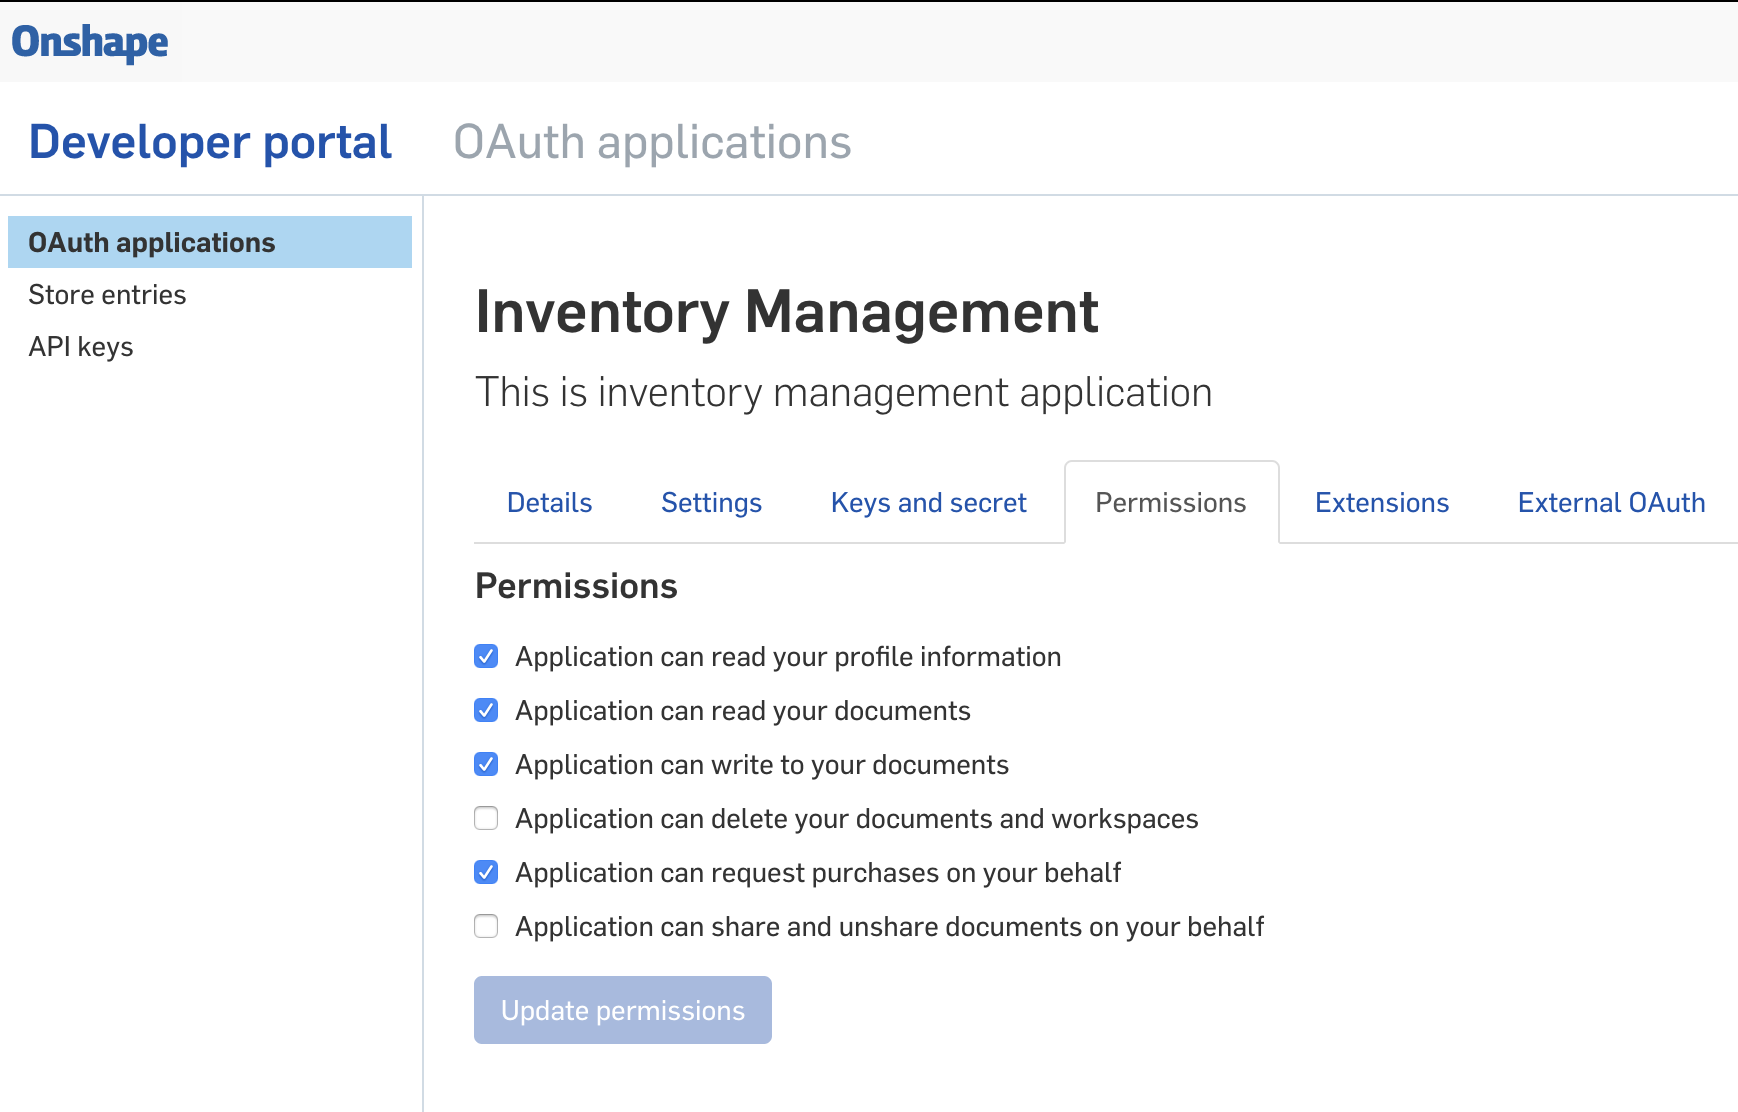 Onshape
Developer portal OAuth applications
OAuth applications
Store entries
API keys
Inventory Management
This is inventory management application
Details Settings Keys and secret Permissions Extensions External OAuth
Permissions
Application can read your profile information
Application can read your documents
Application can write to your documents
Application can delete your documents and workspaces
Application can request purchases on your behalf
Application can share and unshare documents on your behalf
Update permissions